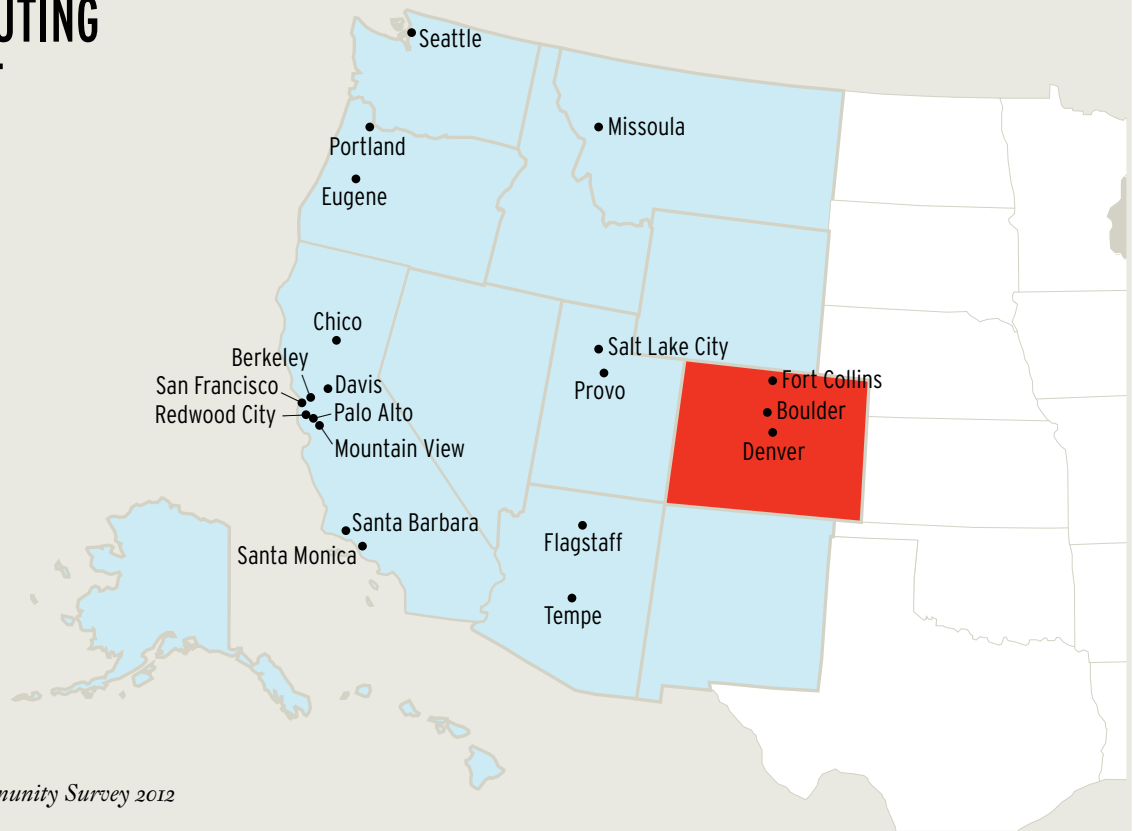 UTING
Seattle
Missoula
Portland
Eugene
Chico
Berkeley
Salt Lake City
San Francisco
Davis
Provo
Fort Collins
Redwood City
Palo Alto
Boulder
Mountain View
Denver
Santa Barbara
Santa Monica
Flagstaff
Tempe
munity Survey 2012